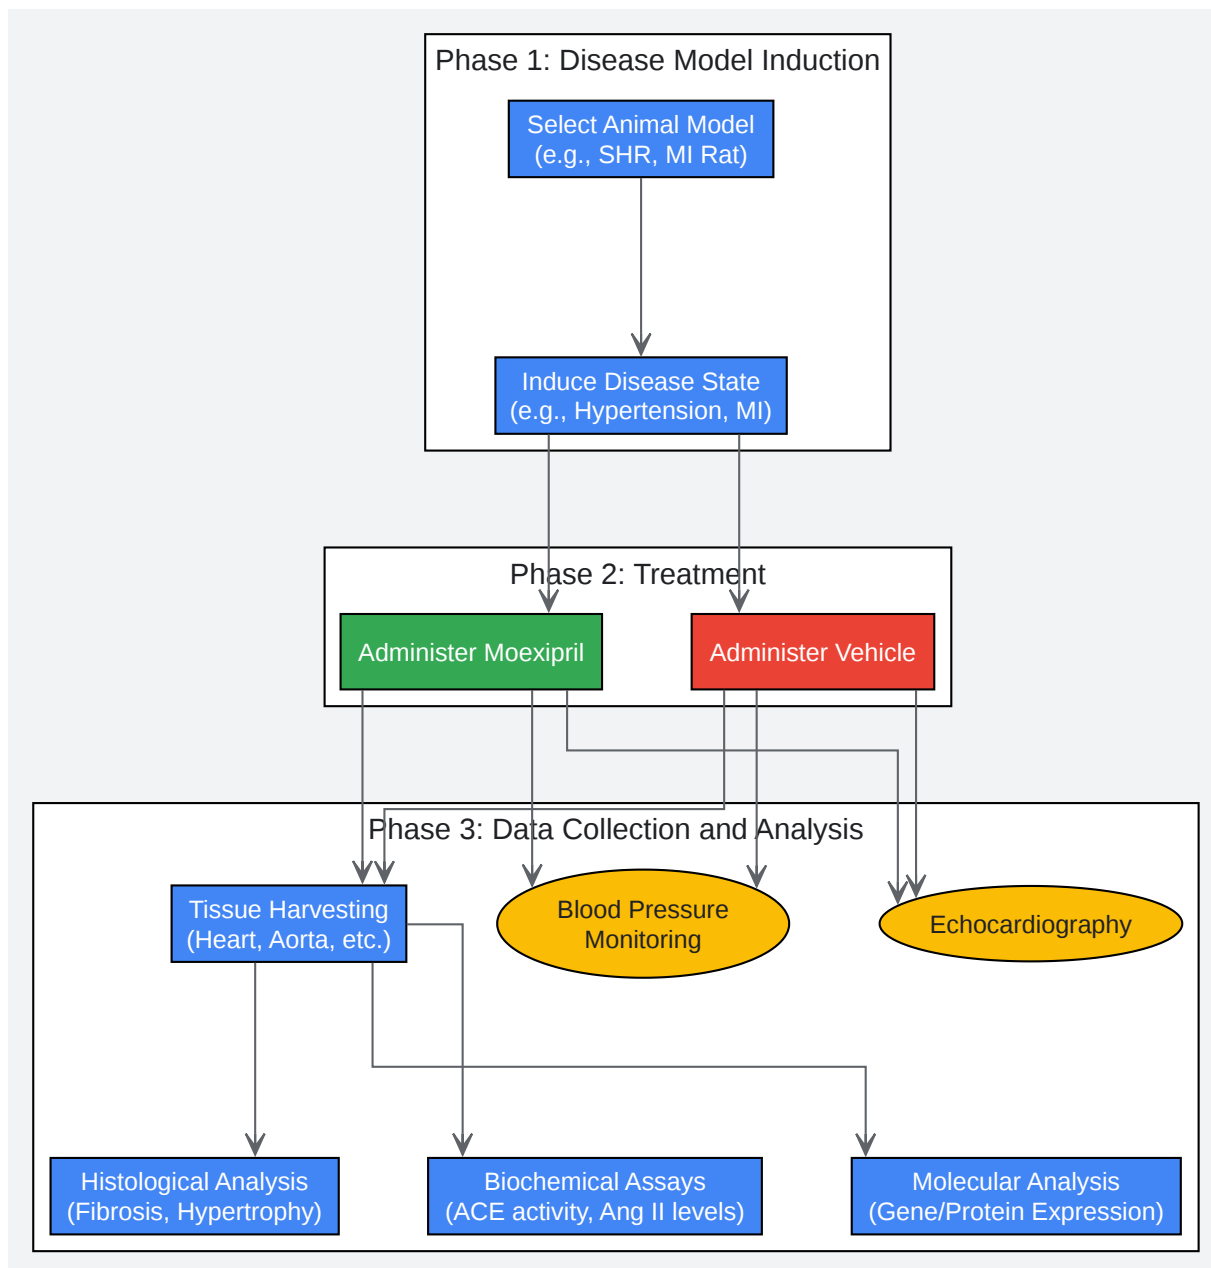 Phase 1: Disease Model Induction
Select Animal Model
(e.g., SHR, MI Rat)
Induce Disease State
(e.g., Hypertension, MI)
Phase 2: Treatment
Administer Moexipril
Administer Vehicle
Phase 3: Data Collection and Analysis
Tissue Harvesting
(Heart, Aorta, etc.)
Blood Pressure
Monitoring
Echocardiography
Histological Analysis
(Fibrosis, Hypertrophy)
Biochemical Assays
(ACE activity, Ang II levels)
Molecular Analysis
(Gene/Protein Expression)